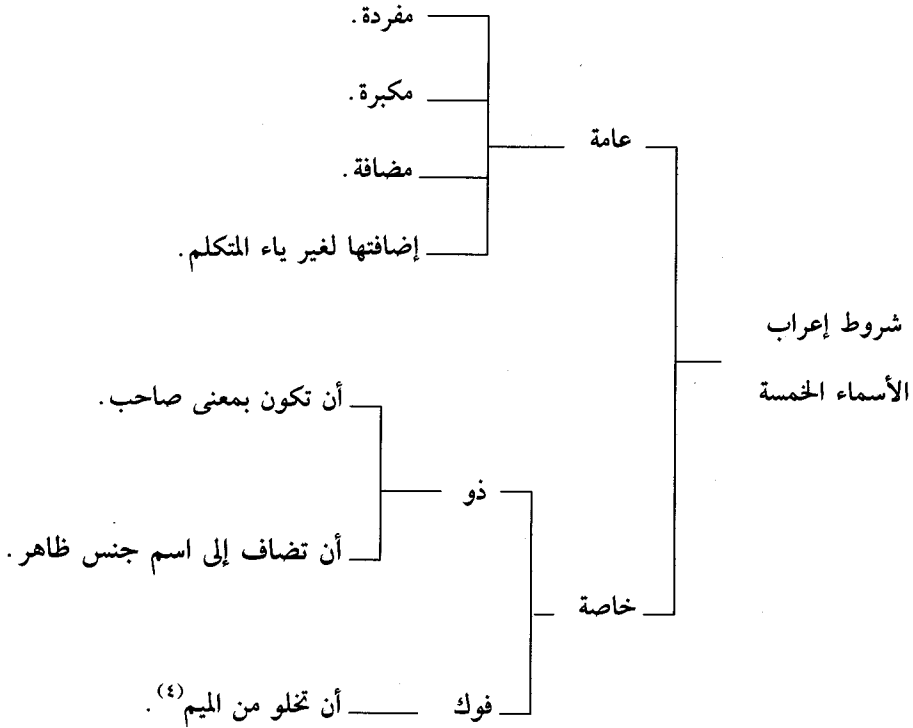 مفردة.
مكبرة.
عامة
مضافة.
إضافتها لغير ياء المتكلم.
شروط إعراب
الأسماء الخمسة
أن تكون بمعنى صاحب.
ذو
أن تضاف إلى اسم جنس ظاهر.
خاصة
فوك
أن تخلو من الميم(٤).